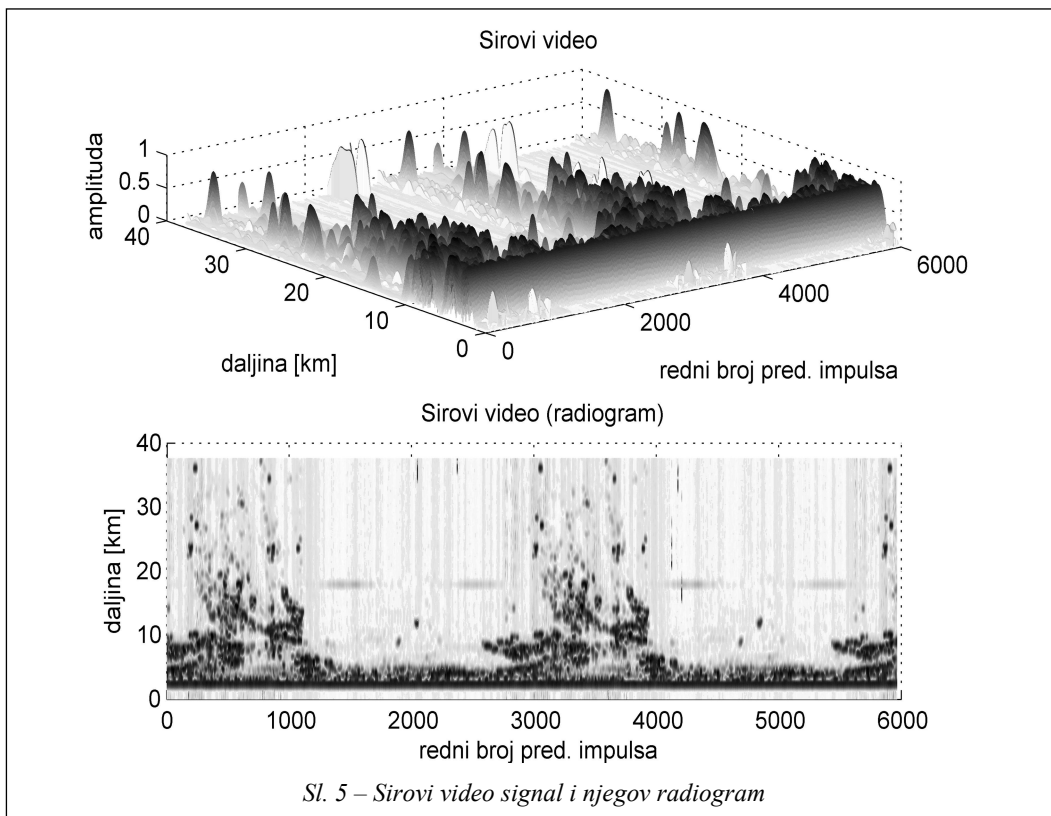 Sirovi video
amplituda
1
0.5
0
40
30
20
10
0
daljina [km]
0
2000
4000
6000
redni broj pred. impulsa
Sirovi video (radiogram)
daljina [km]
40
30
20
10
0
0 1000 2000 3000 4000 5000 6000
redni broj pred. impulsa
Sl. 5 – Sirovi video signal i njegov radiogram